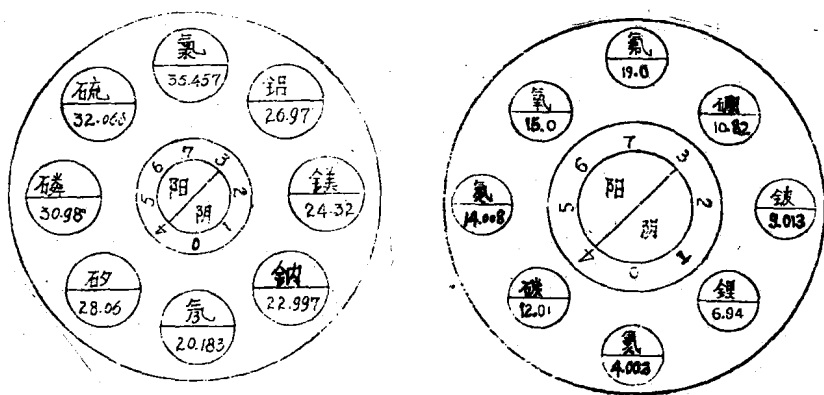 氯
35.457
鋁
26.97
鎂
24.32
鈉
22.997
氖
20.183
矽
28.06
磷
30.98
硫
32.066
7
3
2
1
0
4
5
6
阳
阴
氟
19.0
硼
10.82
鈹
9.013
鋰
6.94
氦
4.003
碳
12.01
氮
14.008
氧
7
3
2
1
0
4
5
6
阳
阴